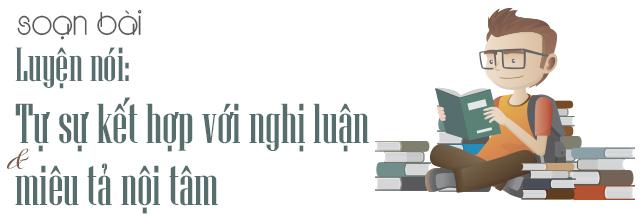 soạn bài
Luyện nói:
Tự sự kết hợp với nghị luận
& miêu tả nội tâm